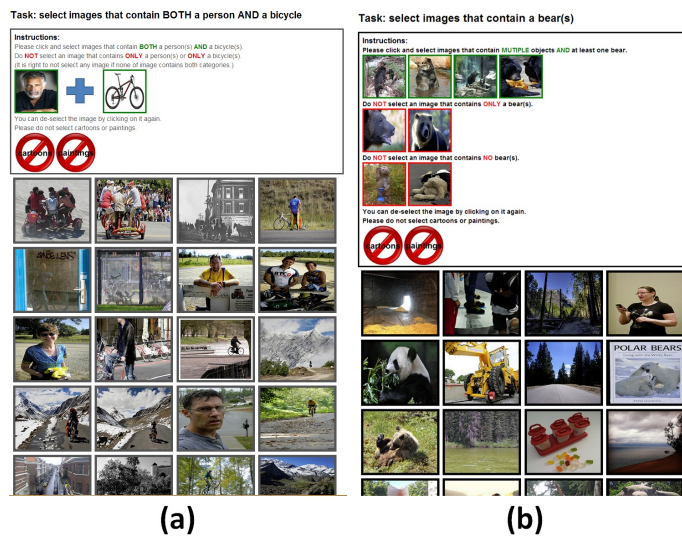 Task: select images that contain BOTH a person AND a bicycle
Instructions:
Please click and select images that contain BOTH a person(s) AND a bicycle(s).
Do NOT select an image that contains ONLY a person(s) or ONLY a bicycle(s).
(It is right to not select any image if none of image contains both categories.)
You can de-select the image by clicking on it again.
Please do not select cartoons or paintings.
cartoons
paintings
(a)
Task: select images that contain a bear(s)
Instructions:
Please click and select images that contain MUTIPLE objects AND at least one bear.
Do NOT select an image that contains ONLY a bear(s).
Do NOT select an image that contains NO bear(s).
You can de-select the image by clicking on it again.
Please do not select cartoons or paintings.
cartoons
paintings
POLAR BEARS
(b)